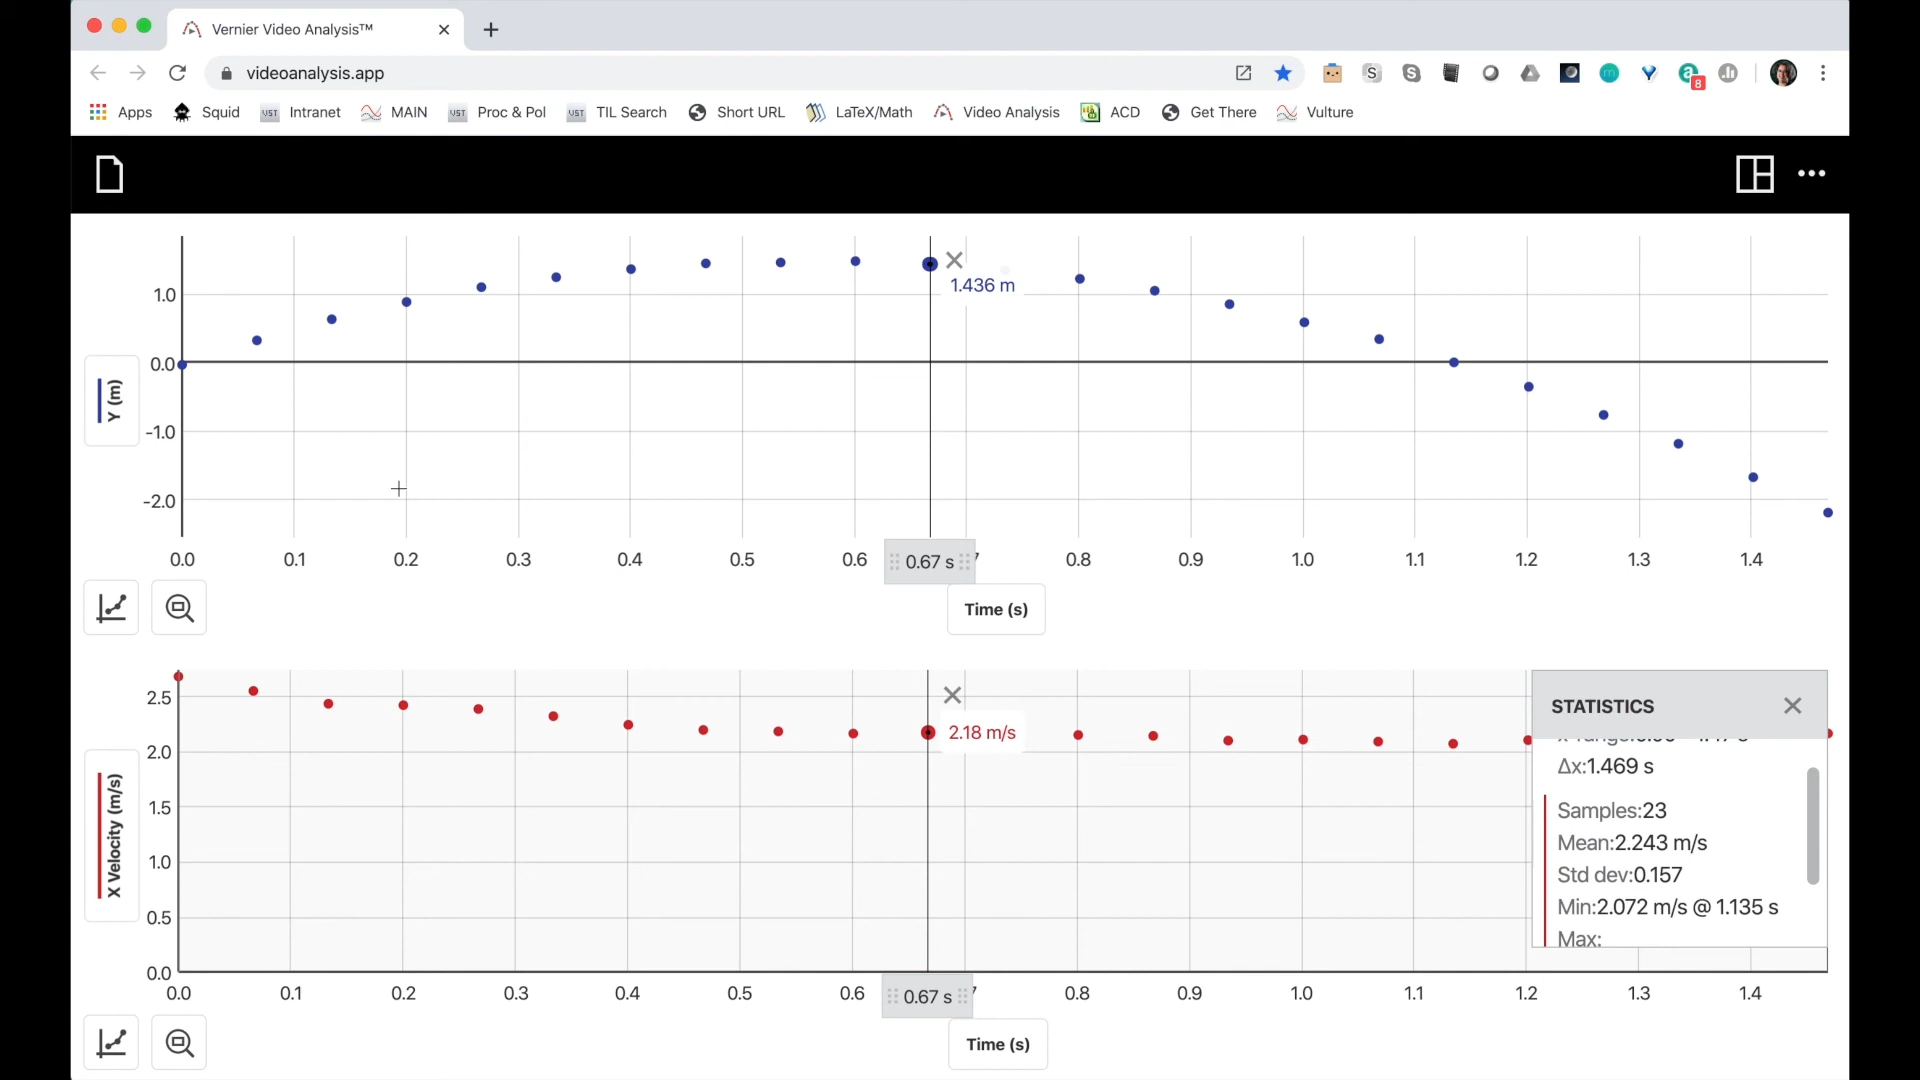 Vernier Video Analysis™
videoanalysis.app
8
Apps Squid VST Intranet MAIN VST Proc & Pol VST TIL Search Short URL LaTeX/Math Video Analysis ACD Get There Vulture
1.436 m
1.0
0.0
-1.0
-2.0
Y (m)
0.0 0.1 0.2 0.3 0.4 0.5 0.6 0.67 s 0.8 0.9 1.0 1.1 1.2 1.3 1.4
Time (s)
2.5
2.0
1.5
1.0
0.5
0.0
X Velocity (m/s)
2.18 m/s
STATISTICS
Δx:1.469 s
Samples:23
Mean:2.243 m/s
Std dev:0.157
Min:2.072 m/s @ 1.135 s
Max:
0.0 0.1 0.2 0.3 0.4 0.5 0.6 0.67 s 0.8 0.9 1.0 1.1 1.2 1.3 1.4
Time (s)